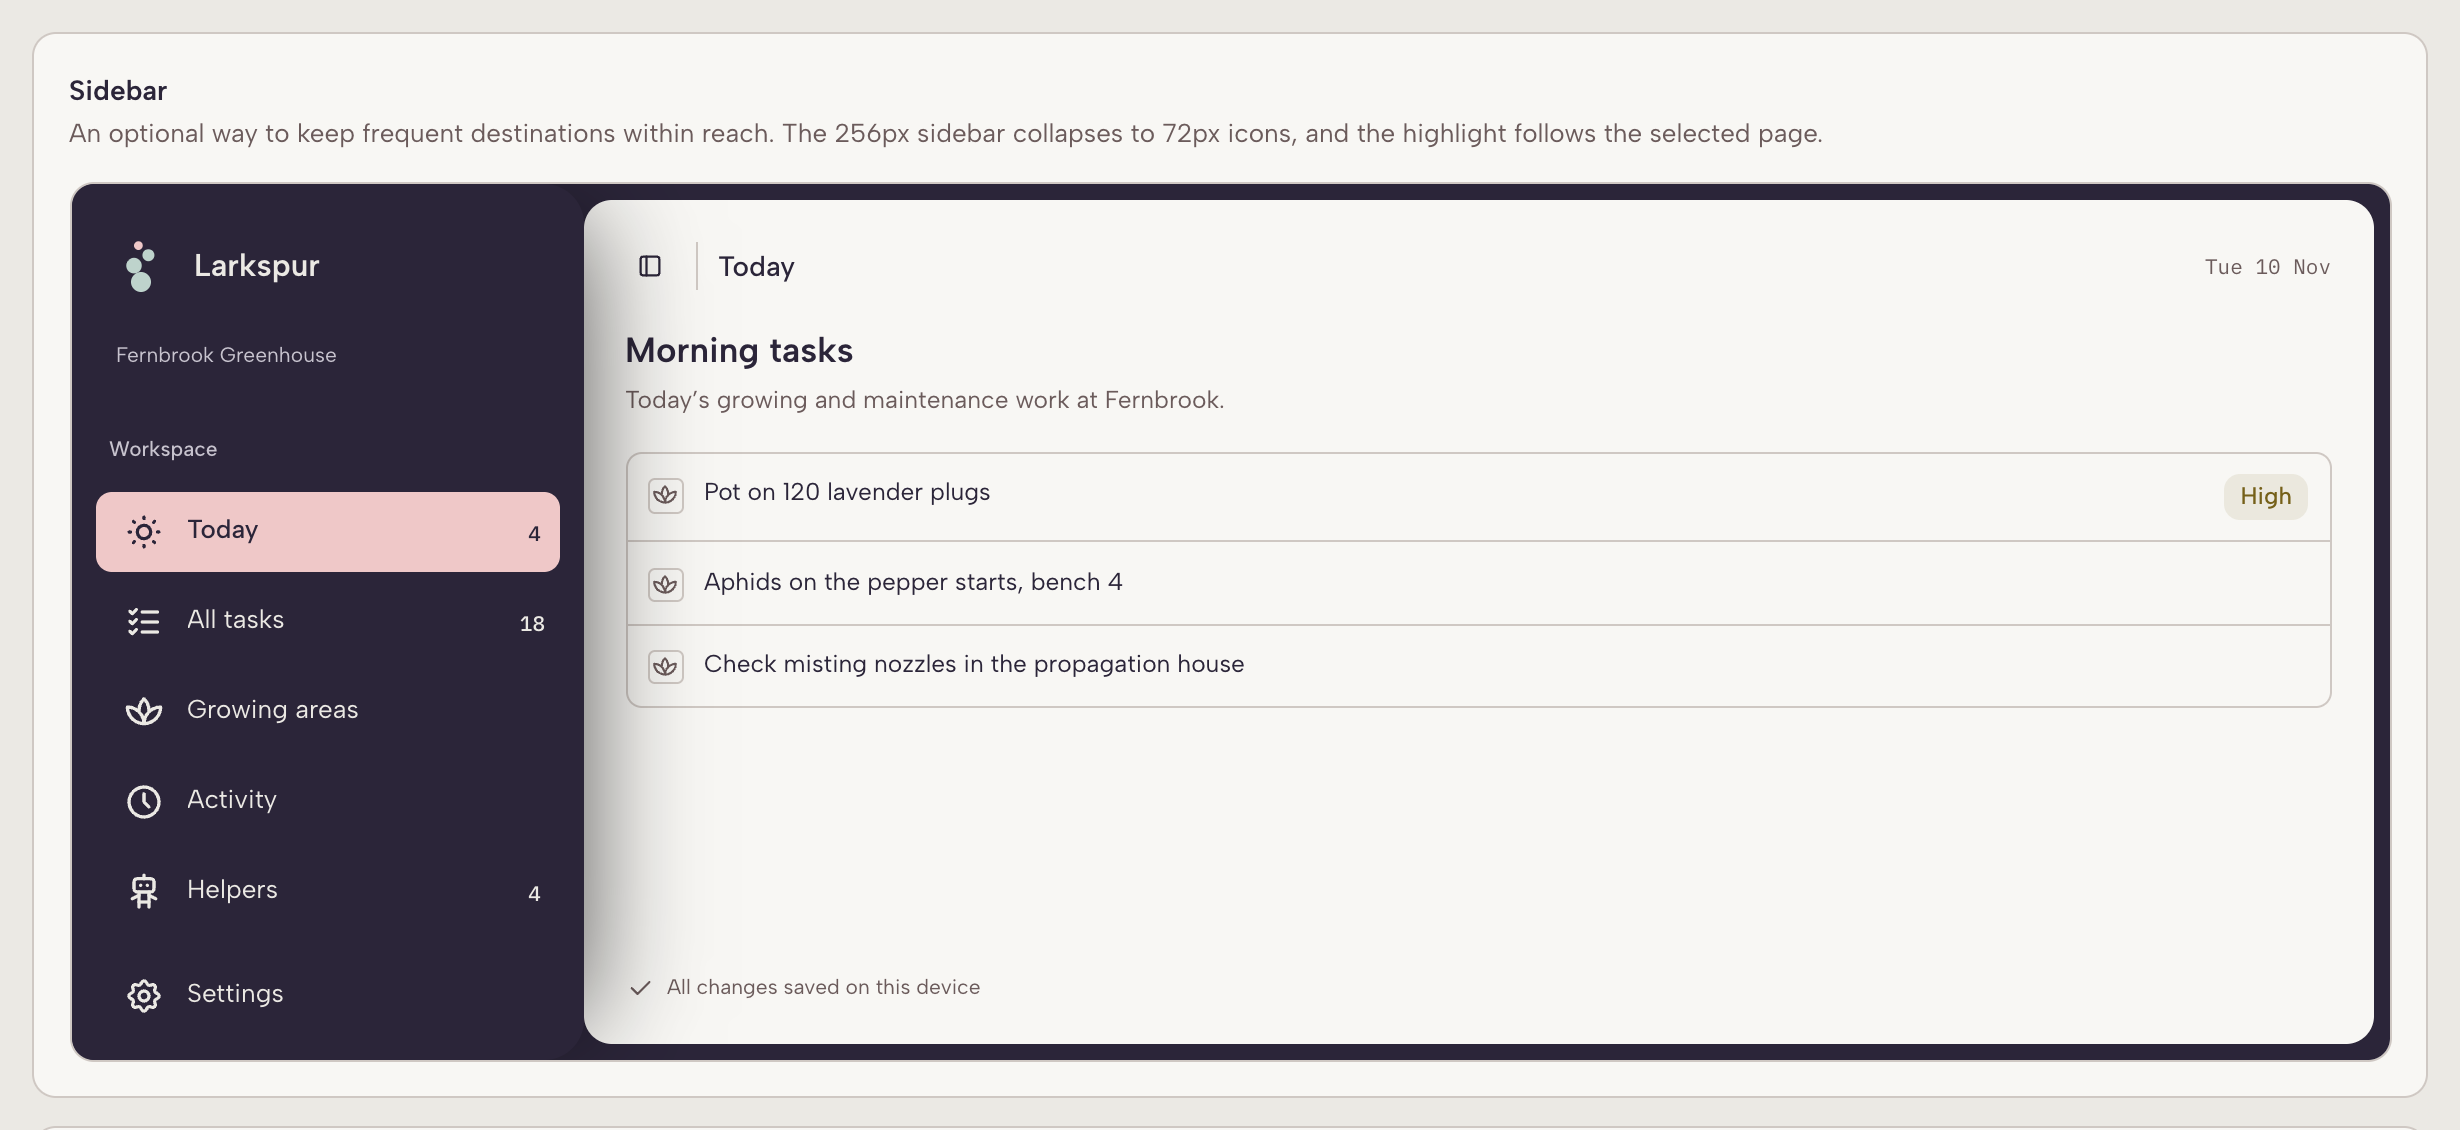 Sidebar
An optional way to keep frequent destinations within reach. The 256px sidebar collapses to 72px icons, and the highlight follows the selected page.
Larkspur
Fernbrook Greenhouse
Workspace
Today 4
All tasks 18
Growing areas
Activity
Helpers 4
Settings
Today
Tue 10 Nov
Morning tasks
Today’s growing and maintenance work at Fernbrook.
Pot on 120 lavender plugs High
Aphids on the pepper starts, bench 4
Check misting nozzles in the propagation house
All changes saved on this device